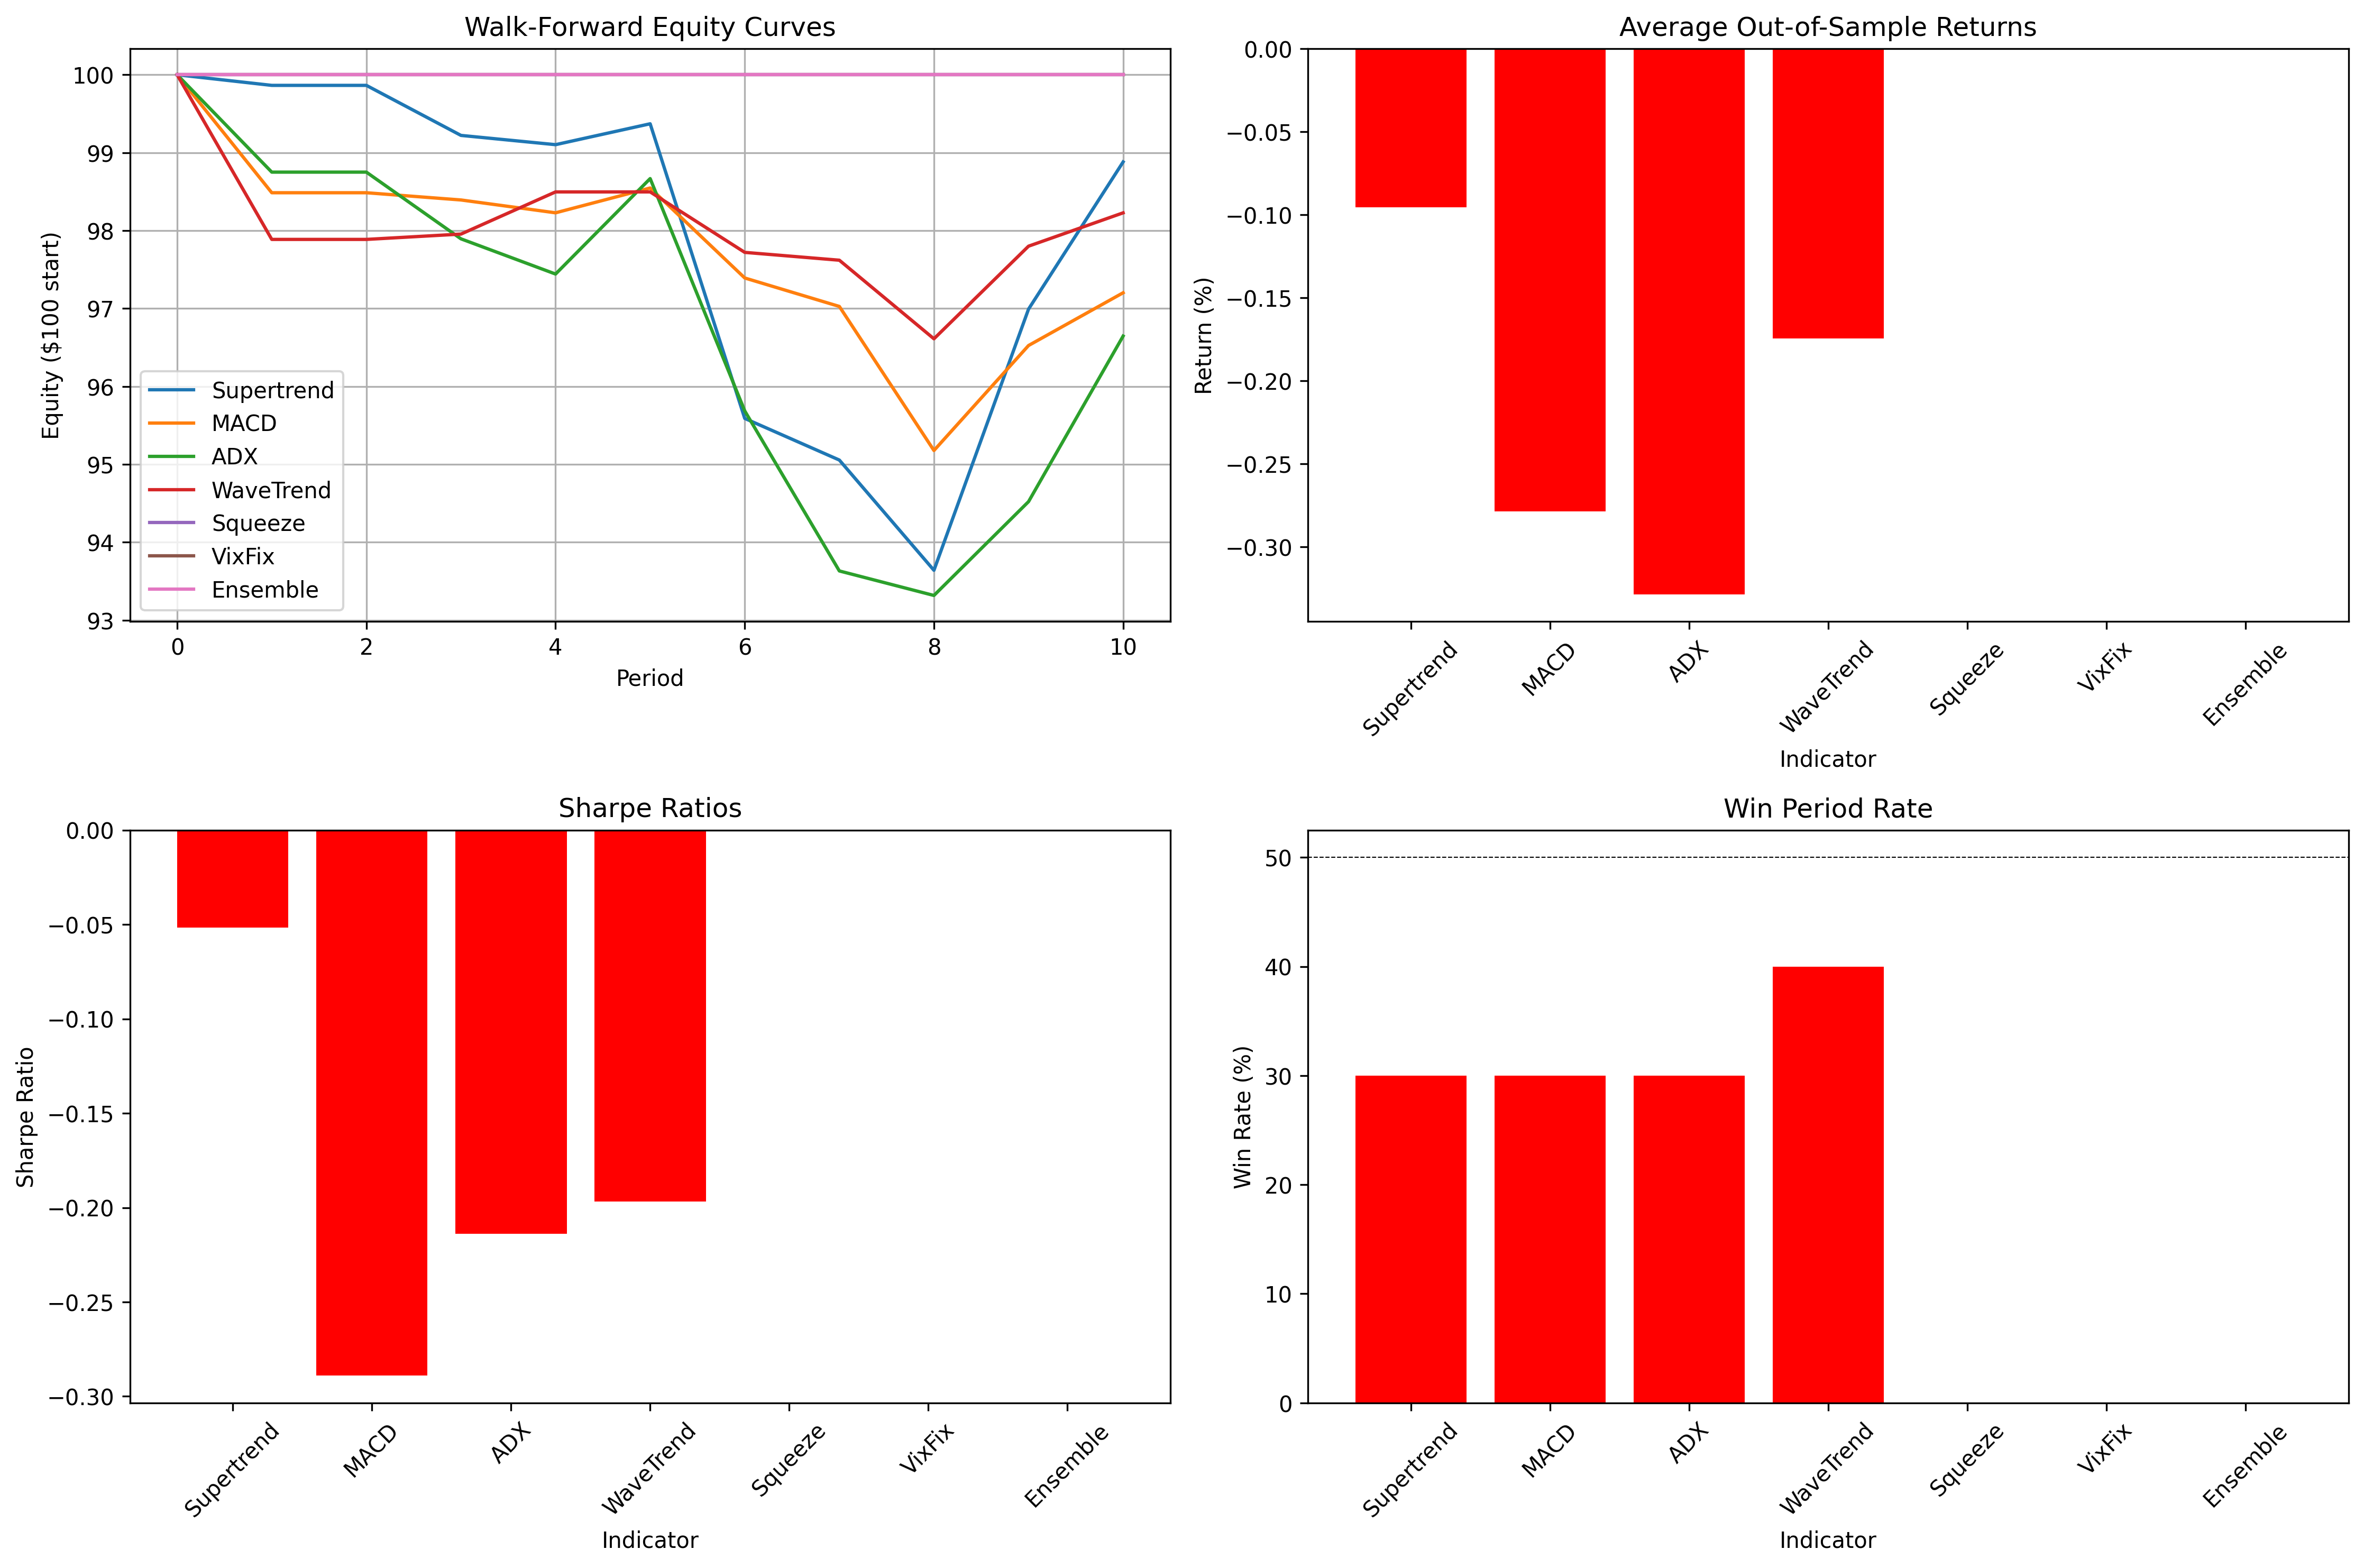 Walk-Forward Equity Curves
Equity ($100 start)
100
99
98
97
96
95
94
93
Supertrend
MACD
ADX
WaveTrend
Squeeze
VixFix
Ensemble
0 2 4 6 8 10
Period
Average Out-of-Sample Returns
Return (%)
0.00
−0.05
−0.10
−0.15
−0.20
−0.25
−0.30
Supertrend MACD ADX WaveTrend Squeeze VixFix Ensemble
Indicator
Sharpe Ratios
Sharpe Ratio
0.00
−0.05
−0.10
−0.15
−0.20
−0.25
−0.30
Supertrend MACD ADX WaveTrend Squeeze VixFix Ensemble
Indicator
Win Period Rate
Win Rate (%)
50
40
30
20
10
0
Supertrend MACD ADX WaveTrend Squeeze VixFix Ensemble
Indicator